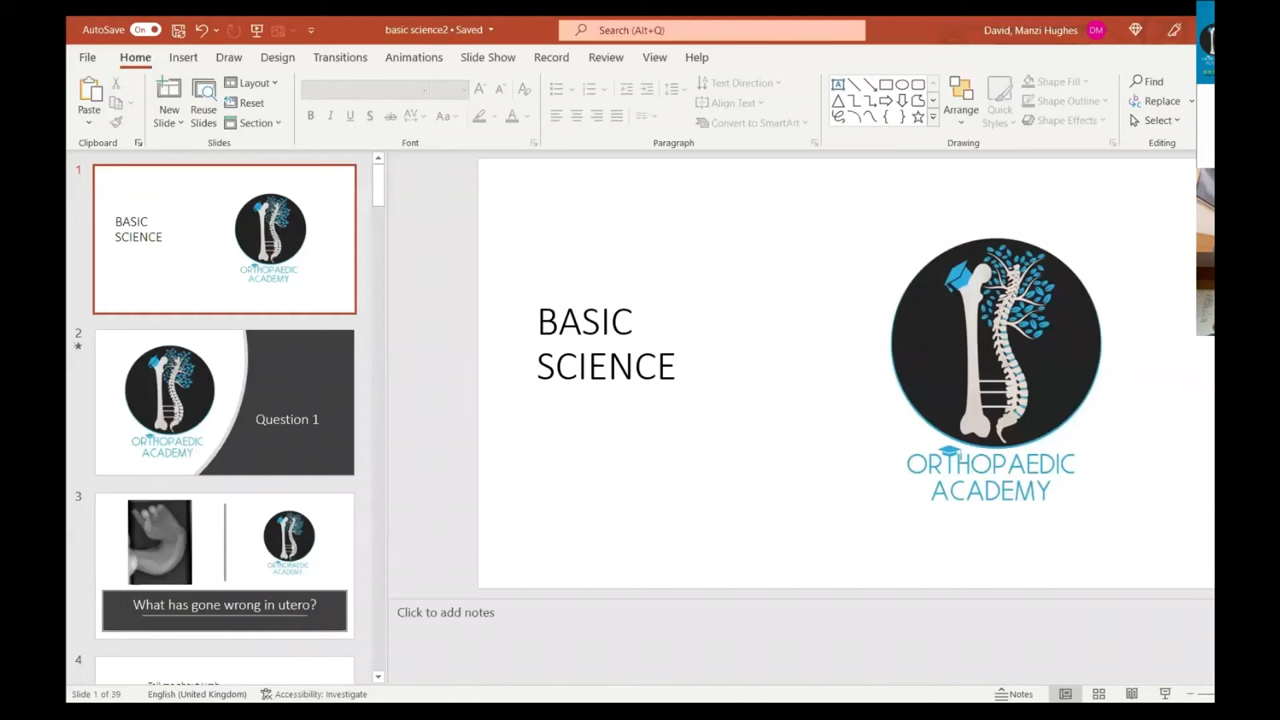 AutoSave On
basic science2 • Saved
Search (Alt+Q)
David, Manzi Hughes DM
File Home Insert Draw Design Transitions Animations Slide Show Record Review View Help
Paste
New
Slide
Reuse
Slides
Layout
Reset
Section
Text Direction
Align Text
Convert to SmartArt
Arrange
Quick
Styles
Shape Fill
Shape Outline
Shape Effects
Find
Replace
Select
Clipboard Slides Font Paragraph Drawing Editing
1
BASIC
SCIENCE
ORTHOPAEDIC
ACADEMY
2
Question 1
ORTHOPAEDIC
ACADEMY
3
ORTHOPAEDIC
ACADEMY
What has gone wrong in utero?
4
BASIC
SCIENCE
ORTHOPAEDIC
ACADEMY
Click to add notes
Slide 1 of 39 English (United Kingdom) Accessibility: Investigate Notes